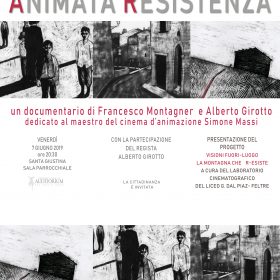 ANIMATA RESISTENZA
un documentario di Francesco Montagner e Alberto Girotto
dedicato al maestro del cinema d'animazione Simone Massi
VENERDÌ
7 GIUGNO 2019
ore 20.30
SANTA GIUSTINA
SALA PARROCCHIALE
AUDITORIUM
CON LA PARTECIPAZIONE
DEL REGISTA
ALBERTO GIROTTO
LA CITTADINANZA
È INVITATA
PRESENTAZIONE DEL
PROGETTO
VISIONI FUORI-LUOGO
LA MONTAGNA CHE R-ESISTE
A CURA DEL LABORATORIO
CINEMATOGRAFICO
DEL LICEO G. DAL PIAZ- FELTRE